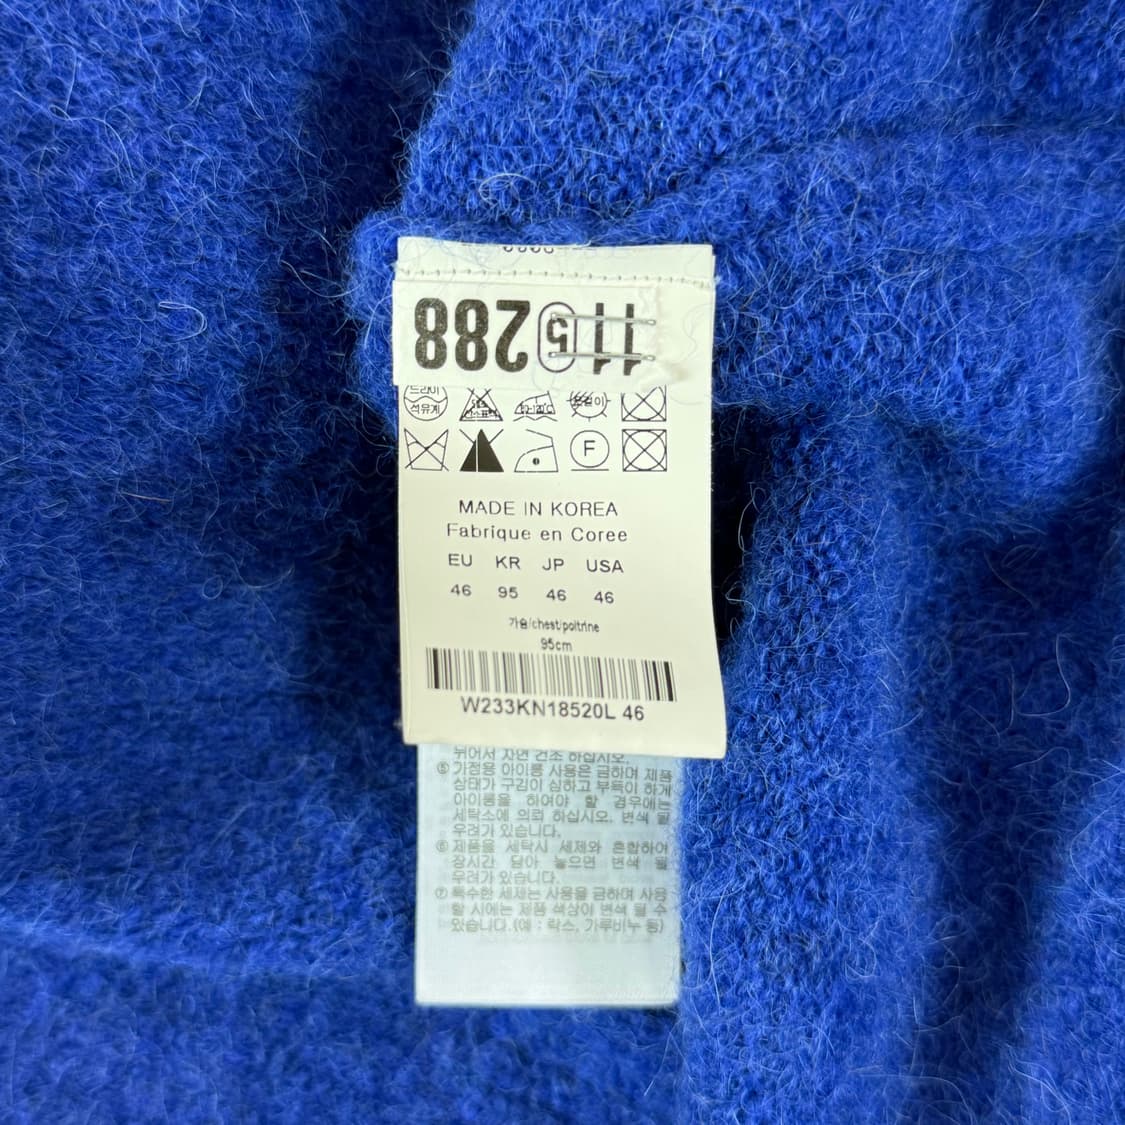 11⑤288
드라이
석유계
F
MADE IN KOREA
Fabrique en Coree
EU KR JP USA
46 95 46 46
가슴/chest/poitrine
95cm
W233KN18520L 46
뉘어서 자연 건조 하십시오.
⑤ 가정용 아이롱 사용은 금하며 제품
상태가 구김이 심하고 부득이 하게
아이롱을 하여야 할 경우에는
세탁소에 의뢰 하십시오. 변색 될
우려가 있습니다.
⑥ 제품을 세탁시 세제와 혼합하여
장시간 담아 놓으면 변색 될
우려가 있습니다.
⑦ 특수한 세제는 사용을 금하며 사용
할 시에는 제품 색상이 변색 될 수
있습니다.(예 : 락스, 가루비누 등)